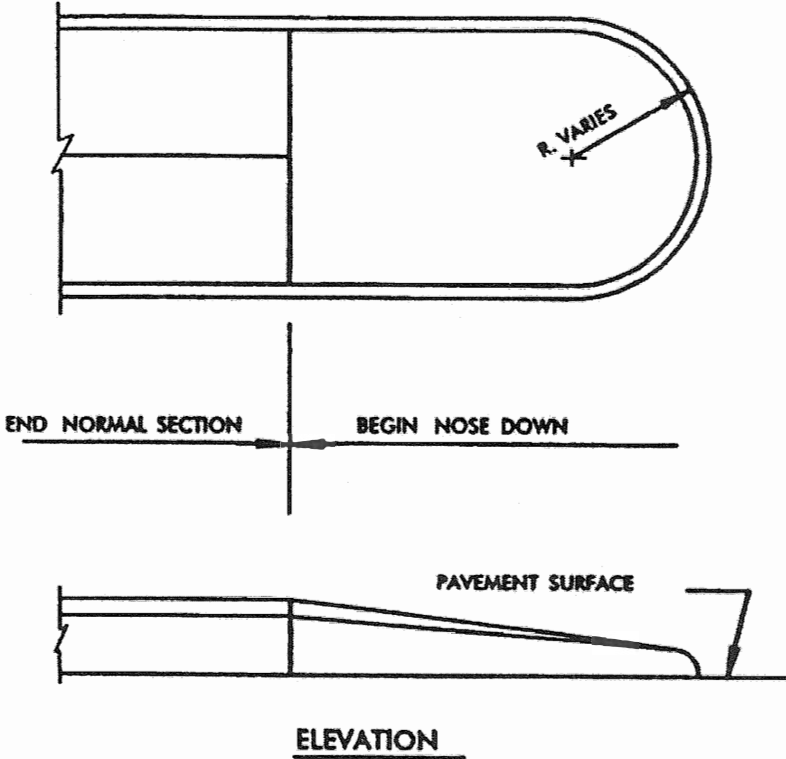 R. VARIES
END NORMAL SECTION
BEGIN NOSE DOWN
PAVEMENT SURFACE
ELEVATION